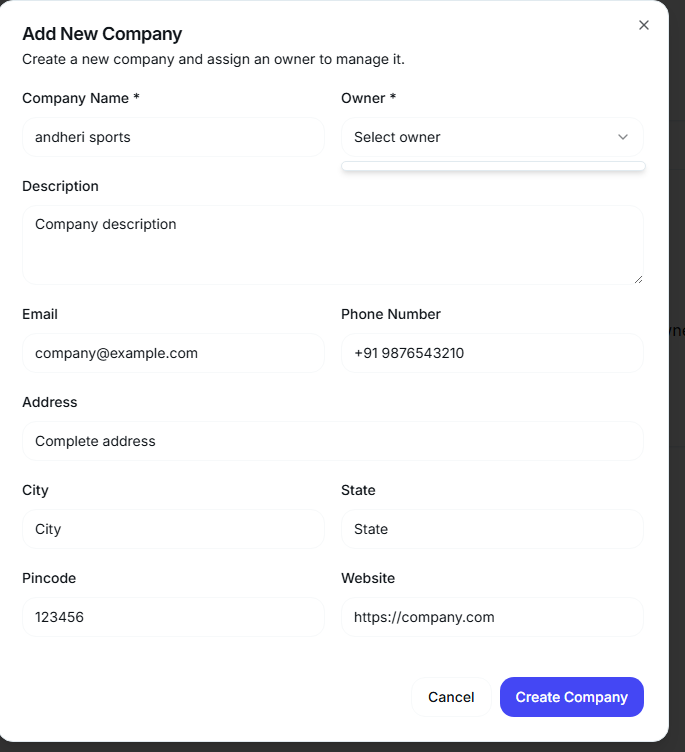 Add New Company
Create a new company and assign an owner to manage it.
Company Name *
Owner *
andheri sports
Select owner
Description
Company description
Email
Phone Number
company@example.com
+91 9876543210
Address
Complete address
City
State
City
State
Pincode
Website
123456
https://company.com
Cancel
Create Company